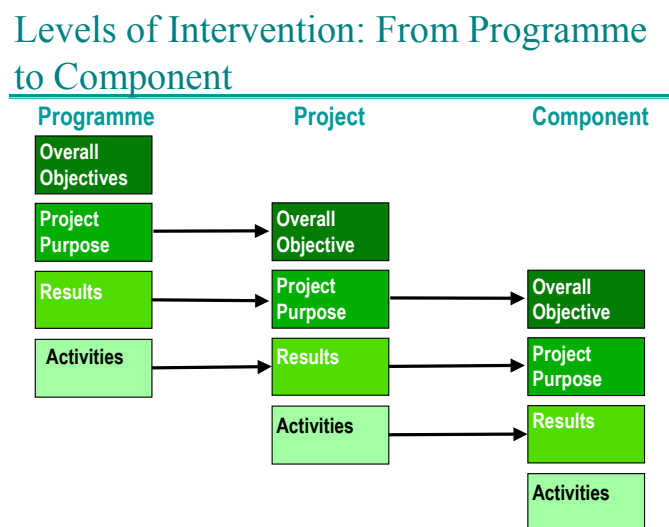 Levels of Intervention: From Programme
to Component
Programme
Project
Component
Overall
Objectives
Project
Purpose
Results
Activities
Overall
Objective
Project
Purpose
Results
Activities
Overall
Objective
Project
Purpose
Results
Activities